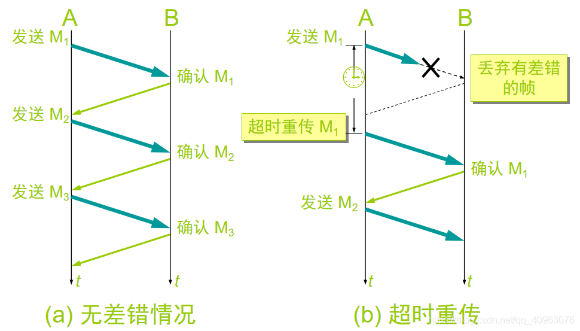 A
B
发送 M1
确认 M1
发送 M2
确认 M2
发送 M3
确认 M3
t
t
(a) 无差错情况
A
B
发送 M1
丢弃有差错
的帧
超时重传 M1
确认 M1
发送 M2
t
t
(b) 超时重传